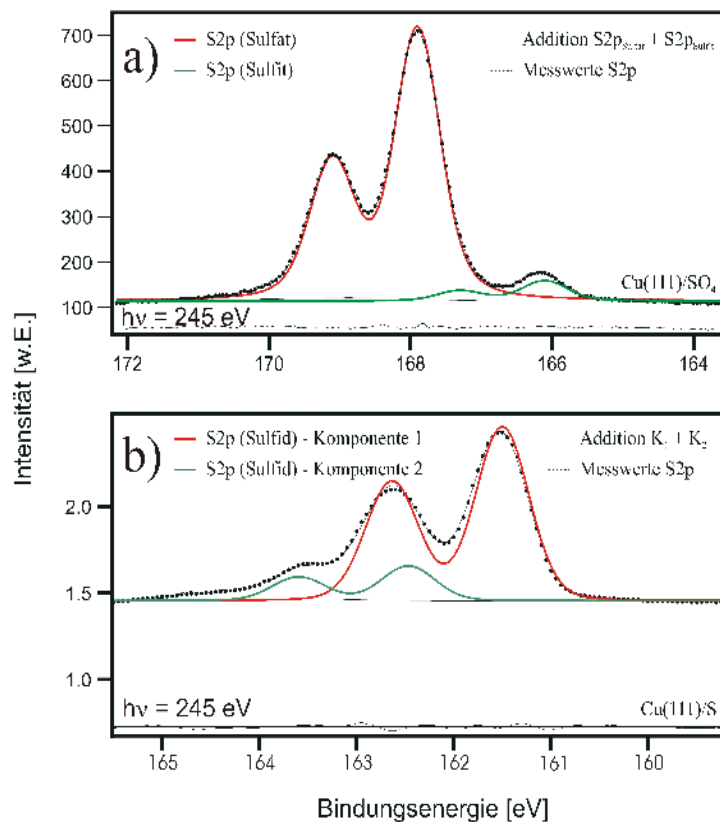 Intensität [w.E.]
a)
S2p (Sulfat)
S2p (Sulfit)
Addition S2p + S2p
Messwerte S2p
700
600
500
400
300
200
100
Cu(111)/SO₄
hν = 245 eV
172
170
168
166
164
b)
S2p (Sulfid) - Komponente 1
S2p (Sulfid) - Komponente 2
Addition K₁ + K₂
Messwerte S2p
2.0
1.5
1.0
hν = 245 eV
Cu(111)/S
165
164
163
162
161
160
Bindungsenergie [eV]